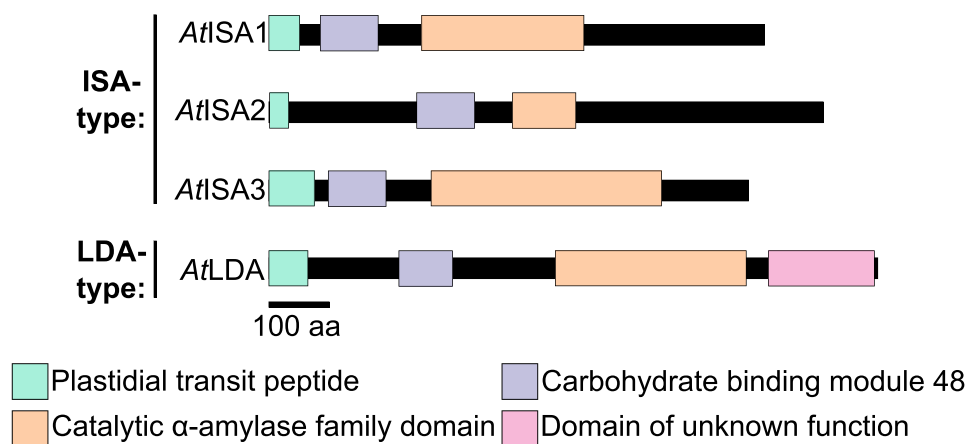 AtISA1
ISA-
type:
AtISA2
AtISA3
LDA-
type:
AtLDA
100 aa
Plastidial transit peptide
Carbohydrate binding module 48
Catalytic α-amylase family domain
Domain of unknown function